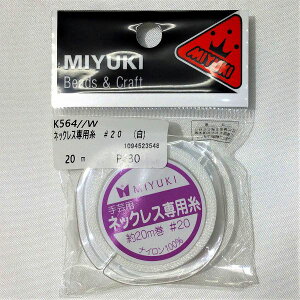 MIYUKI
Beads & Craft
MIYUKI
K564//W
ネックレス専用糸 #20 (白)
1094523548
20 m
P-30
MIYUKI
手芸用
ネックレス専用糸
約20m巻 #20
ナイロン100%